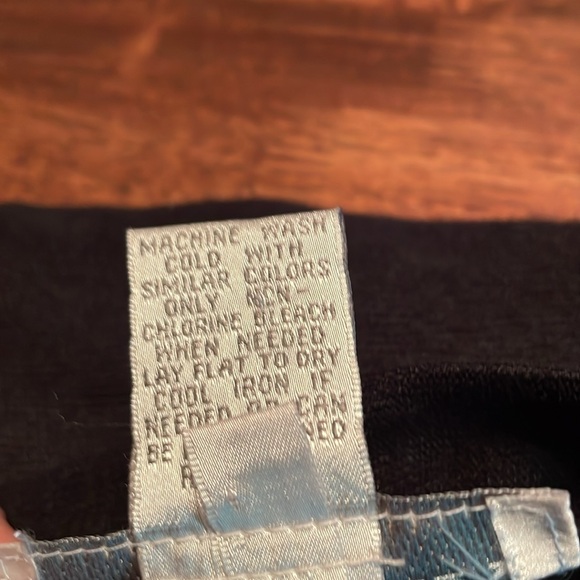 MACHINE WASH
COLD WITH
SIMILAR COLORS
ONLY NON-
CHLORINE BLEACH
WHEN NEEDED
LAY FLAT TO DRY
COOL IRON IF
NEEDED OR CAN
BE